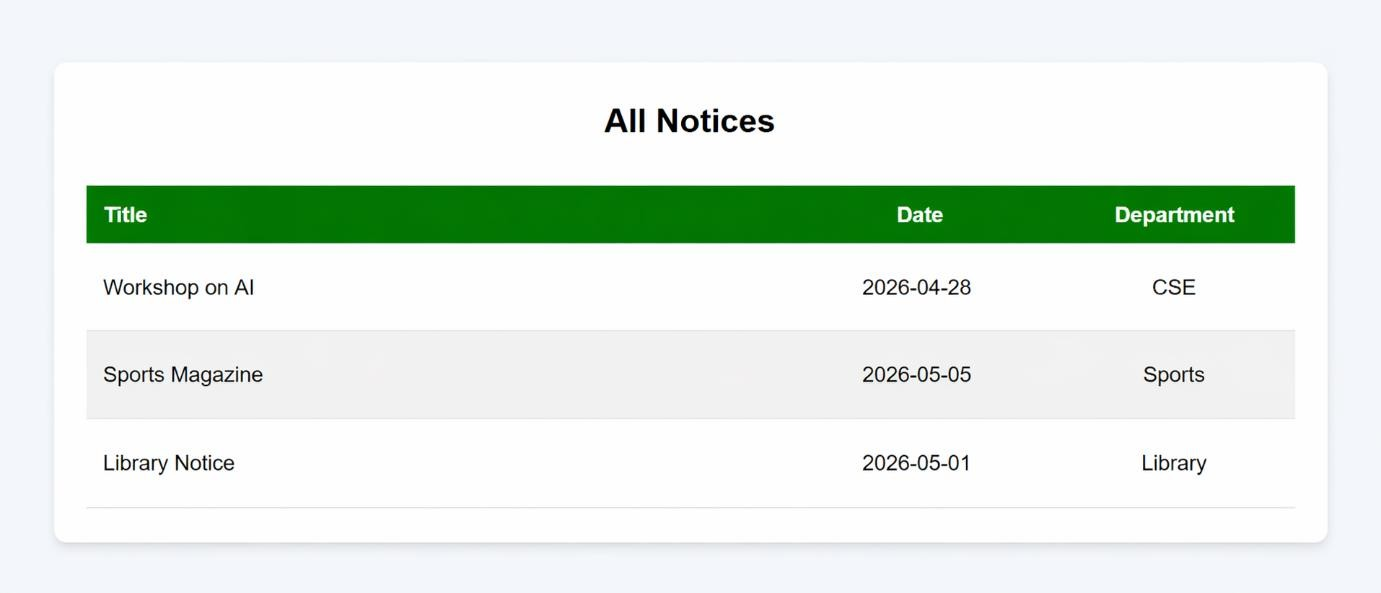 All Notices
Title Date Department
Workshop on AI 2026-04-28 CSE
Sports Magazine 2026-05-05 Sports
Library Notice 2026-05-01 Library